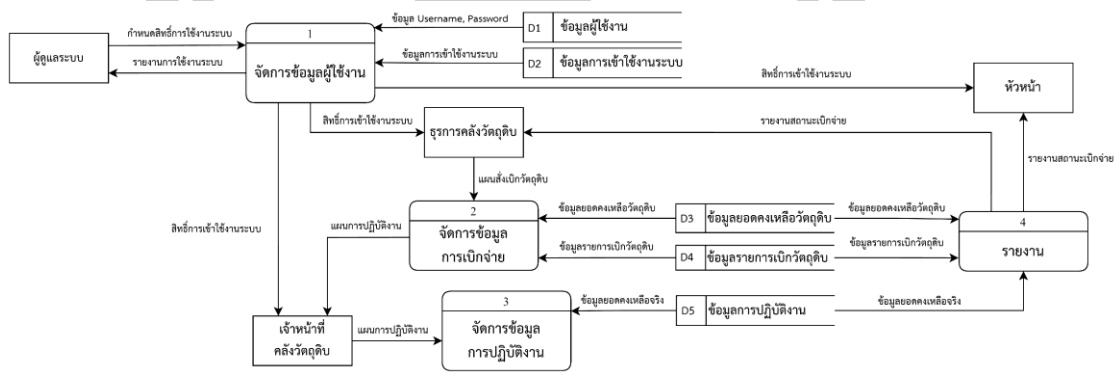 ข้อมูล Username, Password
1
D1 ข้อมูลผู้ใช้งาน
กำหนดสิทธิ์การใช้งานระบบ
ผู้ดูแลระบบ
จัดการข้อมูลผู้ใช้งาน
ข้อมูลการเข้าใช้งานระบบ
D2 ข้อมูลการเข้าใช้งานระบบ
รายงานการใช้งานระบบ
สิทธิ์การเข้าใช้งานระบบ
หัวหน้า
สิทธิ์การเข้าใช้งานระบบ
ธุรการคลังวัตถุดิบ
รายงานสถานะเบิกจ่าย
รายงานสถานะเบิกจ่าย
แผนสั่งเบิกวัตถุดิบ
2
ข้อมูลยอดคงเหลือวัตถุดิบ
D3 ข้อมูลยอดคงเหลือวัตถุดิบ
ข้อมูลยอดคงเหลือวัตถุดิบ
4
สิทธิ์การเข้าใช้งานระบบ
แผนการปฏิบัติงาน
จัดการข้อมูล
การเบิกจ่าย
ข้อมูลรายการเบิกวัตถุดิบ
D4 ข้อมูลรายการเบิกวัตถุดิบ
ข้อมูลรายการเบิกวัตถุดิบ
รายงาน
3
ข้อมูลยอดคงเหลือจริง
D5 ข้อมูลการปฏิบัติงาน
ข้อมูลยอดคงเหลือจริง
เจ้าหน้าที่
คลังวัตถุดิบ
แผนการปฏิบัติงาน
จัดการข้อมูล
การปฏิบัติงาน